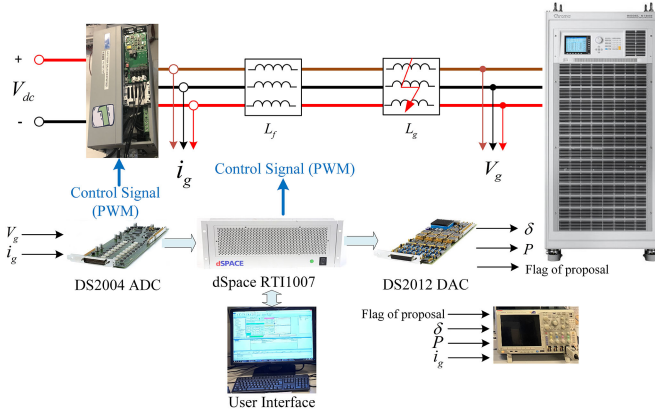 +
V_dc
-
L_f
L_g
i_g
V_g
Control Signal (PWM)
Control Signal
(PWM)
V_g
i_g
dSPACE
δ
P
Flag of proposal
DS2004 ADC
dSpace RTI1007
DS2012 DAC
Flag of proposal
δ
P
i_g
User Interface